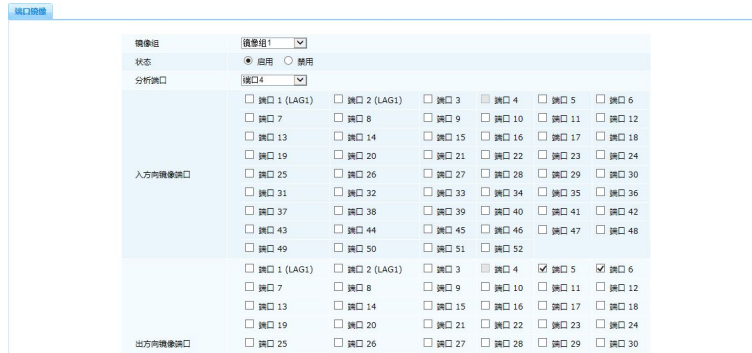 端口镜像
镜像组 镜像组1
状态 启用 禁用
分析端口 端口4
端口 1 (LAG1) 端口 2 (LAG1) 端口 3 端口 4 端口 5 端口 6
端口 7 端口 8 端口 9 端口 10 端口 11 端口 12
端口 13 端口 14 端口 15 端口 16 端口 17 端口 18
端口 19 端口 20 端口 21 端口 22 端口 23 端口 24
入方向镜像端口 端口 25 端口 26 端口 27 端口 28 端口 29 端口 30
端口 31 端口 32 端口 33 端口 34 端口 35 端口 36
端口 37 端口 38 端口 39 端口 40 端口 41 端口 42
端口 43 端口 44 端口 45 端口 46 端口 47 端口 48
端口 49 端口 50 端口 51 端口 52
端口 1 (LAG1) 端口 2 (LAG1) 端口 3 端口 4 端口 5 端口 6
端口 7 端口 8 端口 9 端口 10 端口 11 端口 12
端口 13 端口 14 端口 15 端口 16 端口 17 端口 18
端口 19 端口 20 端口 21 端口 22 端口 23 端口 24
出方向镜像端口 端口 25 端口 26 端口 27 端口 28 端口 29 端口 30